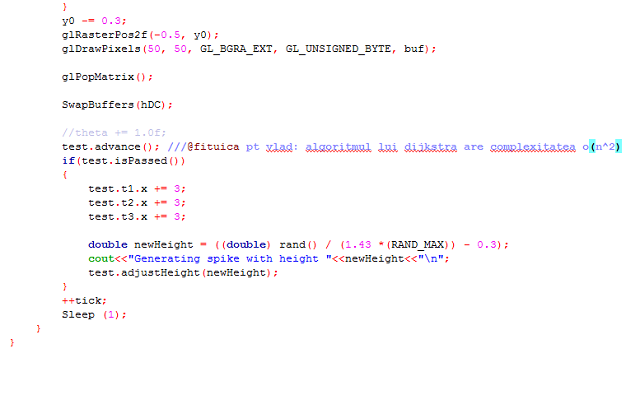 }
y0 -= 0.3;
glRasterPos2f(-0.5, y0);
glDrawPixels(50, 50, GL_BGRA_EXT, GL_UNSIGNED_BYTE, buf);
glPopMatrix();
SwapBuffers(hDC);
//theta += 1.0f;
test.advance(); ///@fituica pt vlad: algoritmul lui dijkstra are complexitatea o(n^2)
if(test.isPassed())
{
test.t1.x += 3;
test.t2.x += 3;
test.t3.x += 3;
double newHeight = ((double) rand() / (1.43 *(RAND_MAX)) - 0.3);
cout<<"Generating spike with height "<<newHeight<<"\n";
test.adjustHeight(newHeight);
}
++tick;
Sleep (1);
}
}